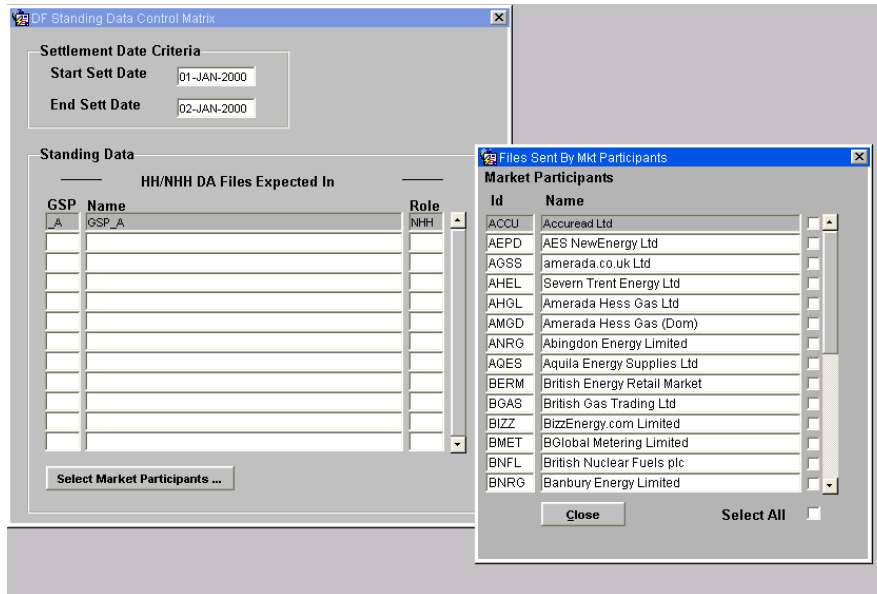 DF Standing Data Control Matrix
Settlement Date Criteria
Start Sett Date 01-JAN-2000
End Sett Date 02-JAN-2000
Standing Data
HH/NHH DA Files Expected In
GSP Name Role
_A GSP_A NHH
Select Market Participants ...
Files Sent By Mkt Participants
Market Participants
Id Name
ACCU Accuread Ltd
AEPD AES NewEnergy Ltd
AGSS amerada.co.uk Ltd
AHEL Severn Trent Energy Ltd
AHGL Amerada Hess Gas Ltd
AMGD Amerada Hess Gas (Dom)
ANRG Abingdon Energy Limited
AQES Aquila Energy Supplies Ltd
BERM British Energy Retail Market
BGAS British Gas Trading Ltd
BIZZ BizzEnergy.com Limited
BMET BGlobal Metering Limited
BNFL British Nuclear Fuels plc
BNRG Banbury Energy Limited
Close Select All